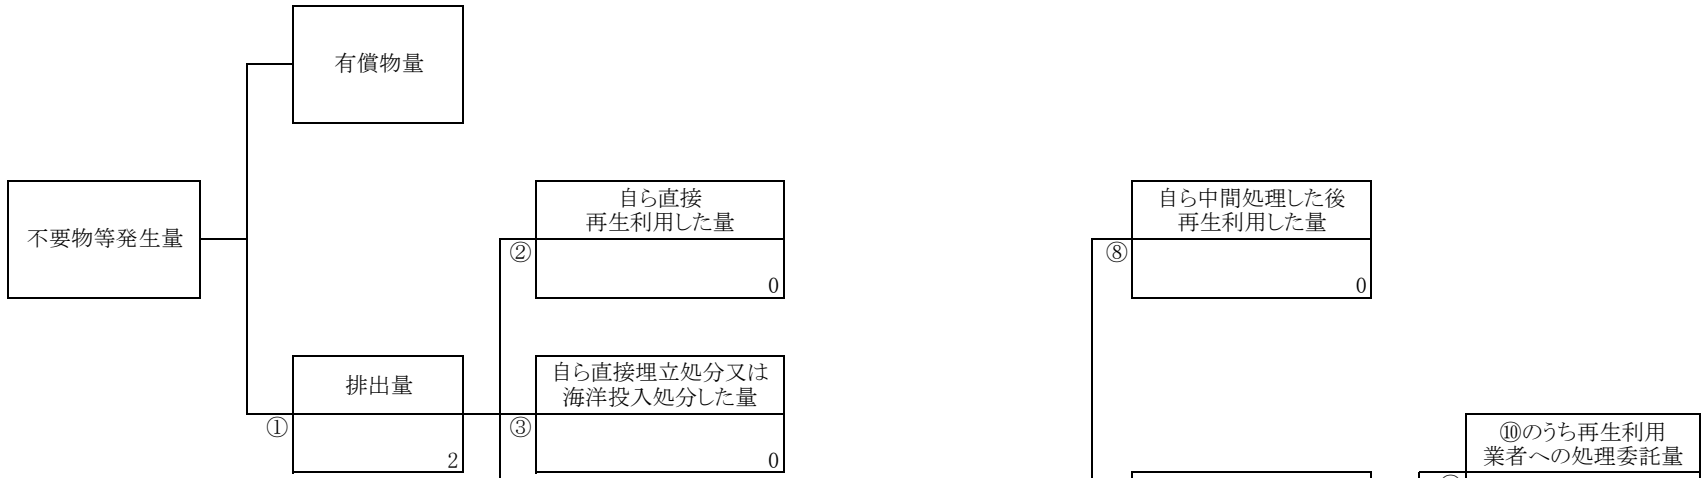 有償物量
不要物等発生量
自ら直接
再生利用した量
②
0
自ら中間処理した後
再生利用した量
⑧
0
排出量
①
2
自ら直接埋立処分又は
海洋投入処分した量
③
0
⑩のうち再生利用
業者への処理委託量